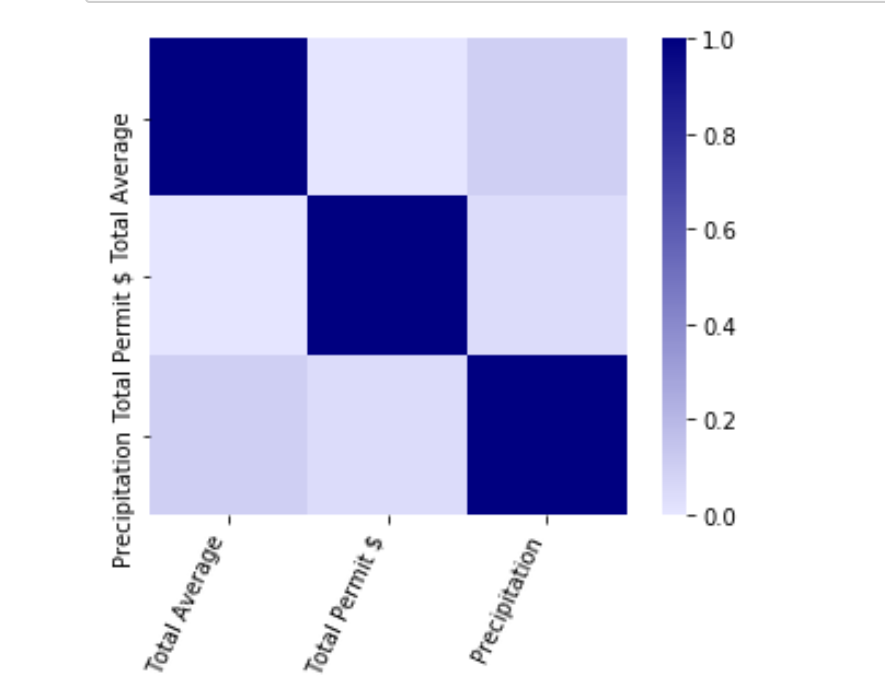 Total Average
Total Permit $
Precipitation
1.0
0.8
0.6
0.4
0.2
0.0
Total Average
Total Permit $
Precipitation